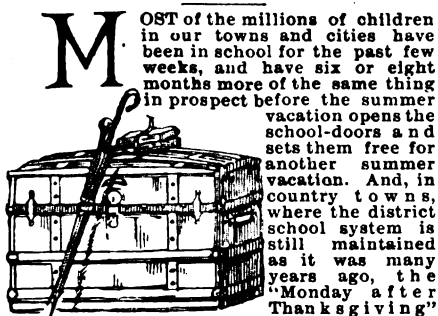 MOST of the millions of children
in our towns and cities have
been in school for the past few
weeks, and have six or eight
months more of the same thing
in prospect before the summer
vacation opens the
school-doors and
sets them free for
another summer
vacation. And, in
country towns,
where the district
school system is
still maintained
as it was many
years ago, the
"Monday after
Thanksgiving"